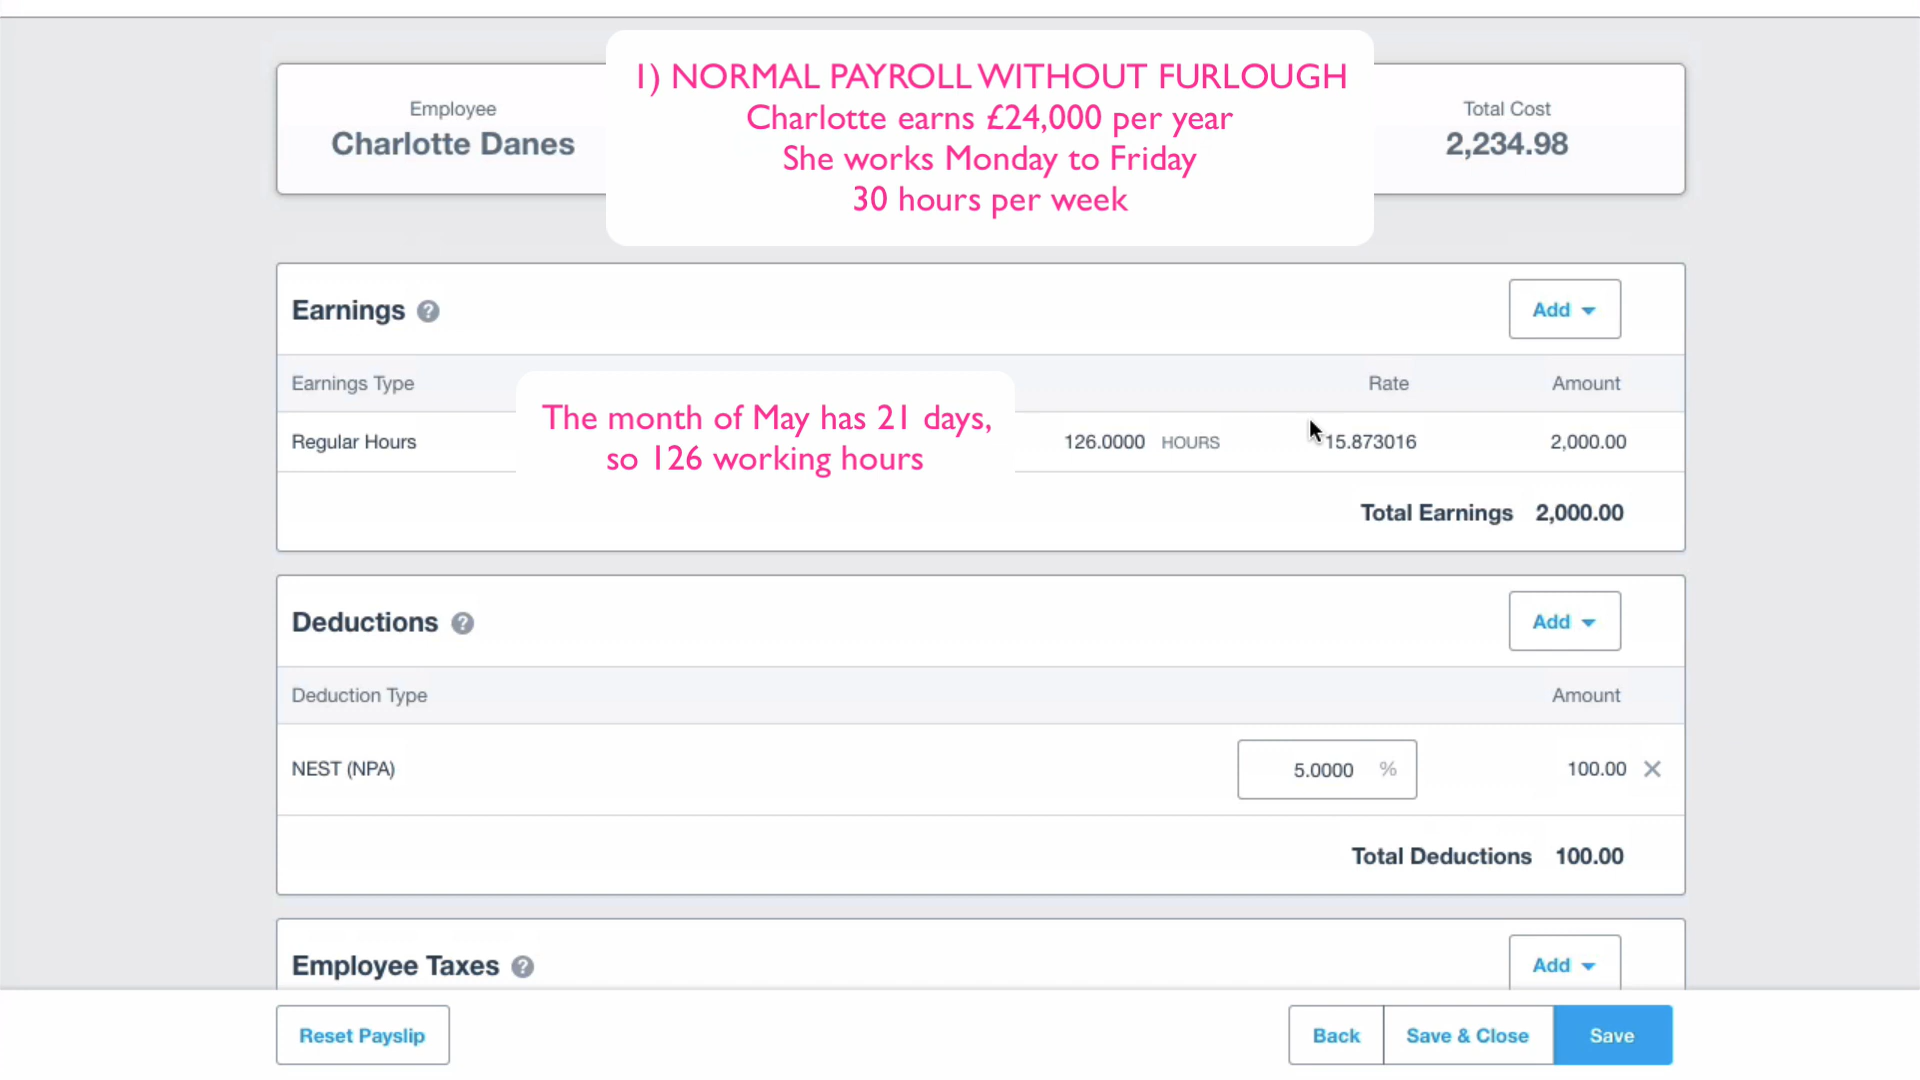 1) NORMAL PAYROLL WITHOUT FURLOUGH
Charlotte earns £24,000 per year
She works Monday to Friday
30 hours per week
Employee
Charlotte Danes
Total Cost
2,234.98
Earnings ?
Add
Earnings Type Rate Amount
The month of May has 21 days,
so 126 working hours
Regular Hours 126.0000 HOURS 15.873016 2,000.00
Total Earnings 2,000.00
Deductions ?
Add
Deduction Type Amount
NEST (NPA) 5.0000 % 100.00
Total Deductions 100.00
Employee Taxes ?
Add
Reset Payslip Back Save & Close Save